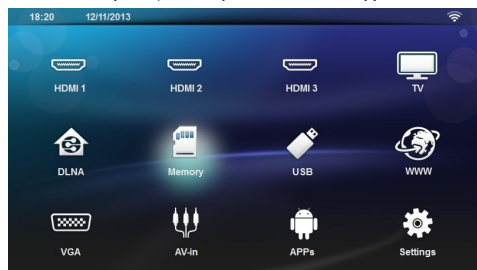 18:20 12/11/2013
HDMI 1 HDMI 2 HDMI 3 TV
DLNA Memory USB WWW
VGA AV-in APPs Settings